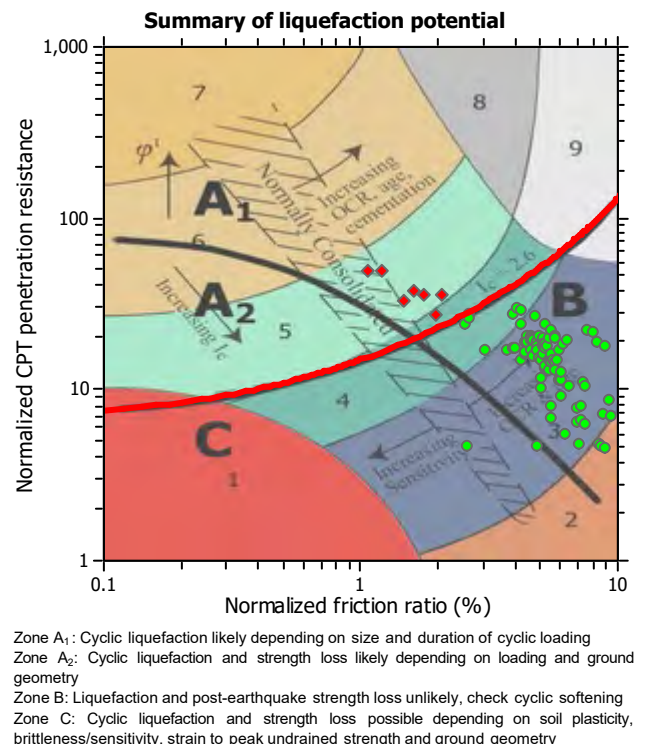 Summary of liquefaction potential
1,000
7
8
9
φ'
A1
Increasing
OCR, age,
cementation
Normally Consolidated
100
6
Ic = 2.6
A2
Increasing Ic
B
5
10
4
C
Increasing
Sensitivity
Increasing
3
1
2
1
0.1
1
10
Normalized CPT penetration resistance
Normalized friction ratio (%)
Zone A1: Cyclic liquefaction likely depending on size and duration of cyclic loading
Zone A2: Cyclic liquefaction and strength loss likely depending on loading and ground
geometry
Zone B: Liquefaction and post-earthquake strength loss unlikely, check cyclic softening
Zone C: Cyclic liquefaction and strength loss possible depending on soil plasticity,
brittleness/sensitivity, strain to peak undrained strength and ground geometry